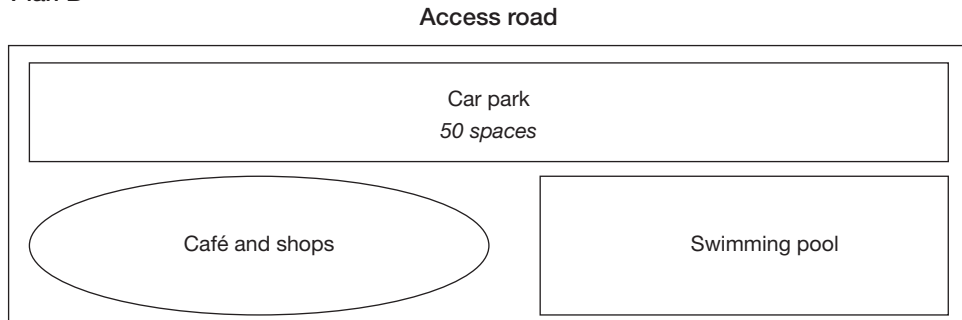 Access road
Car park
50 spaces
Café and shops
Swimming pool